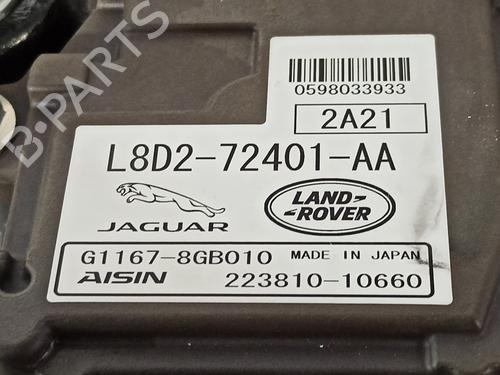 0598033933
2A21
L8D2-72401-AA
JAGUAR
LAND-
ROVER
G1167-8GB010 MADE IN JAPAN
AISIN 223810-10660
B-PARTS